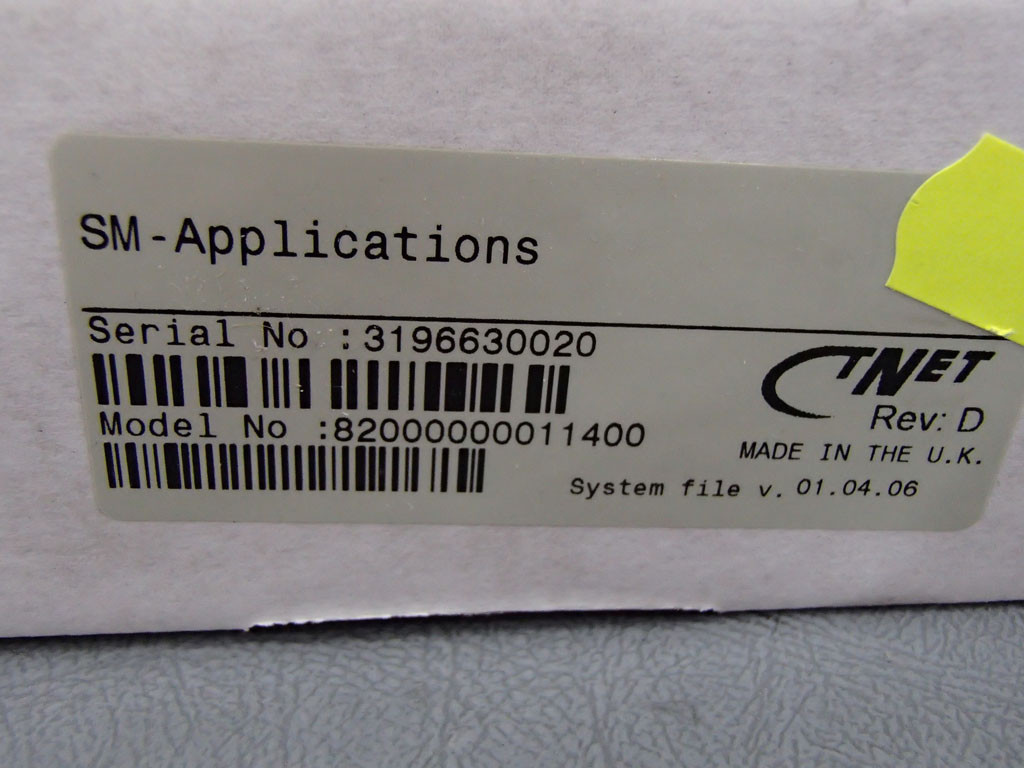 SM-Applications
Serial No :3196630020
CTNET
Rev: D
Model No :82000000011400
MADE IN THE U.K.
System file v. 01.04.06